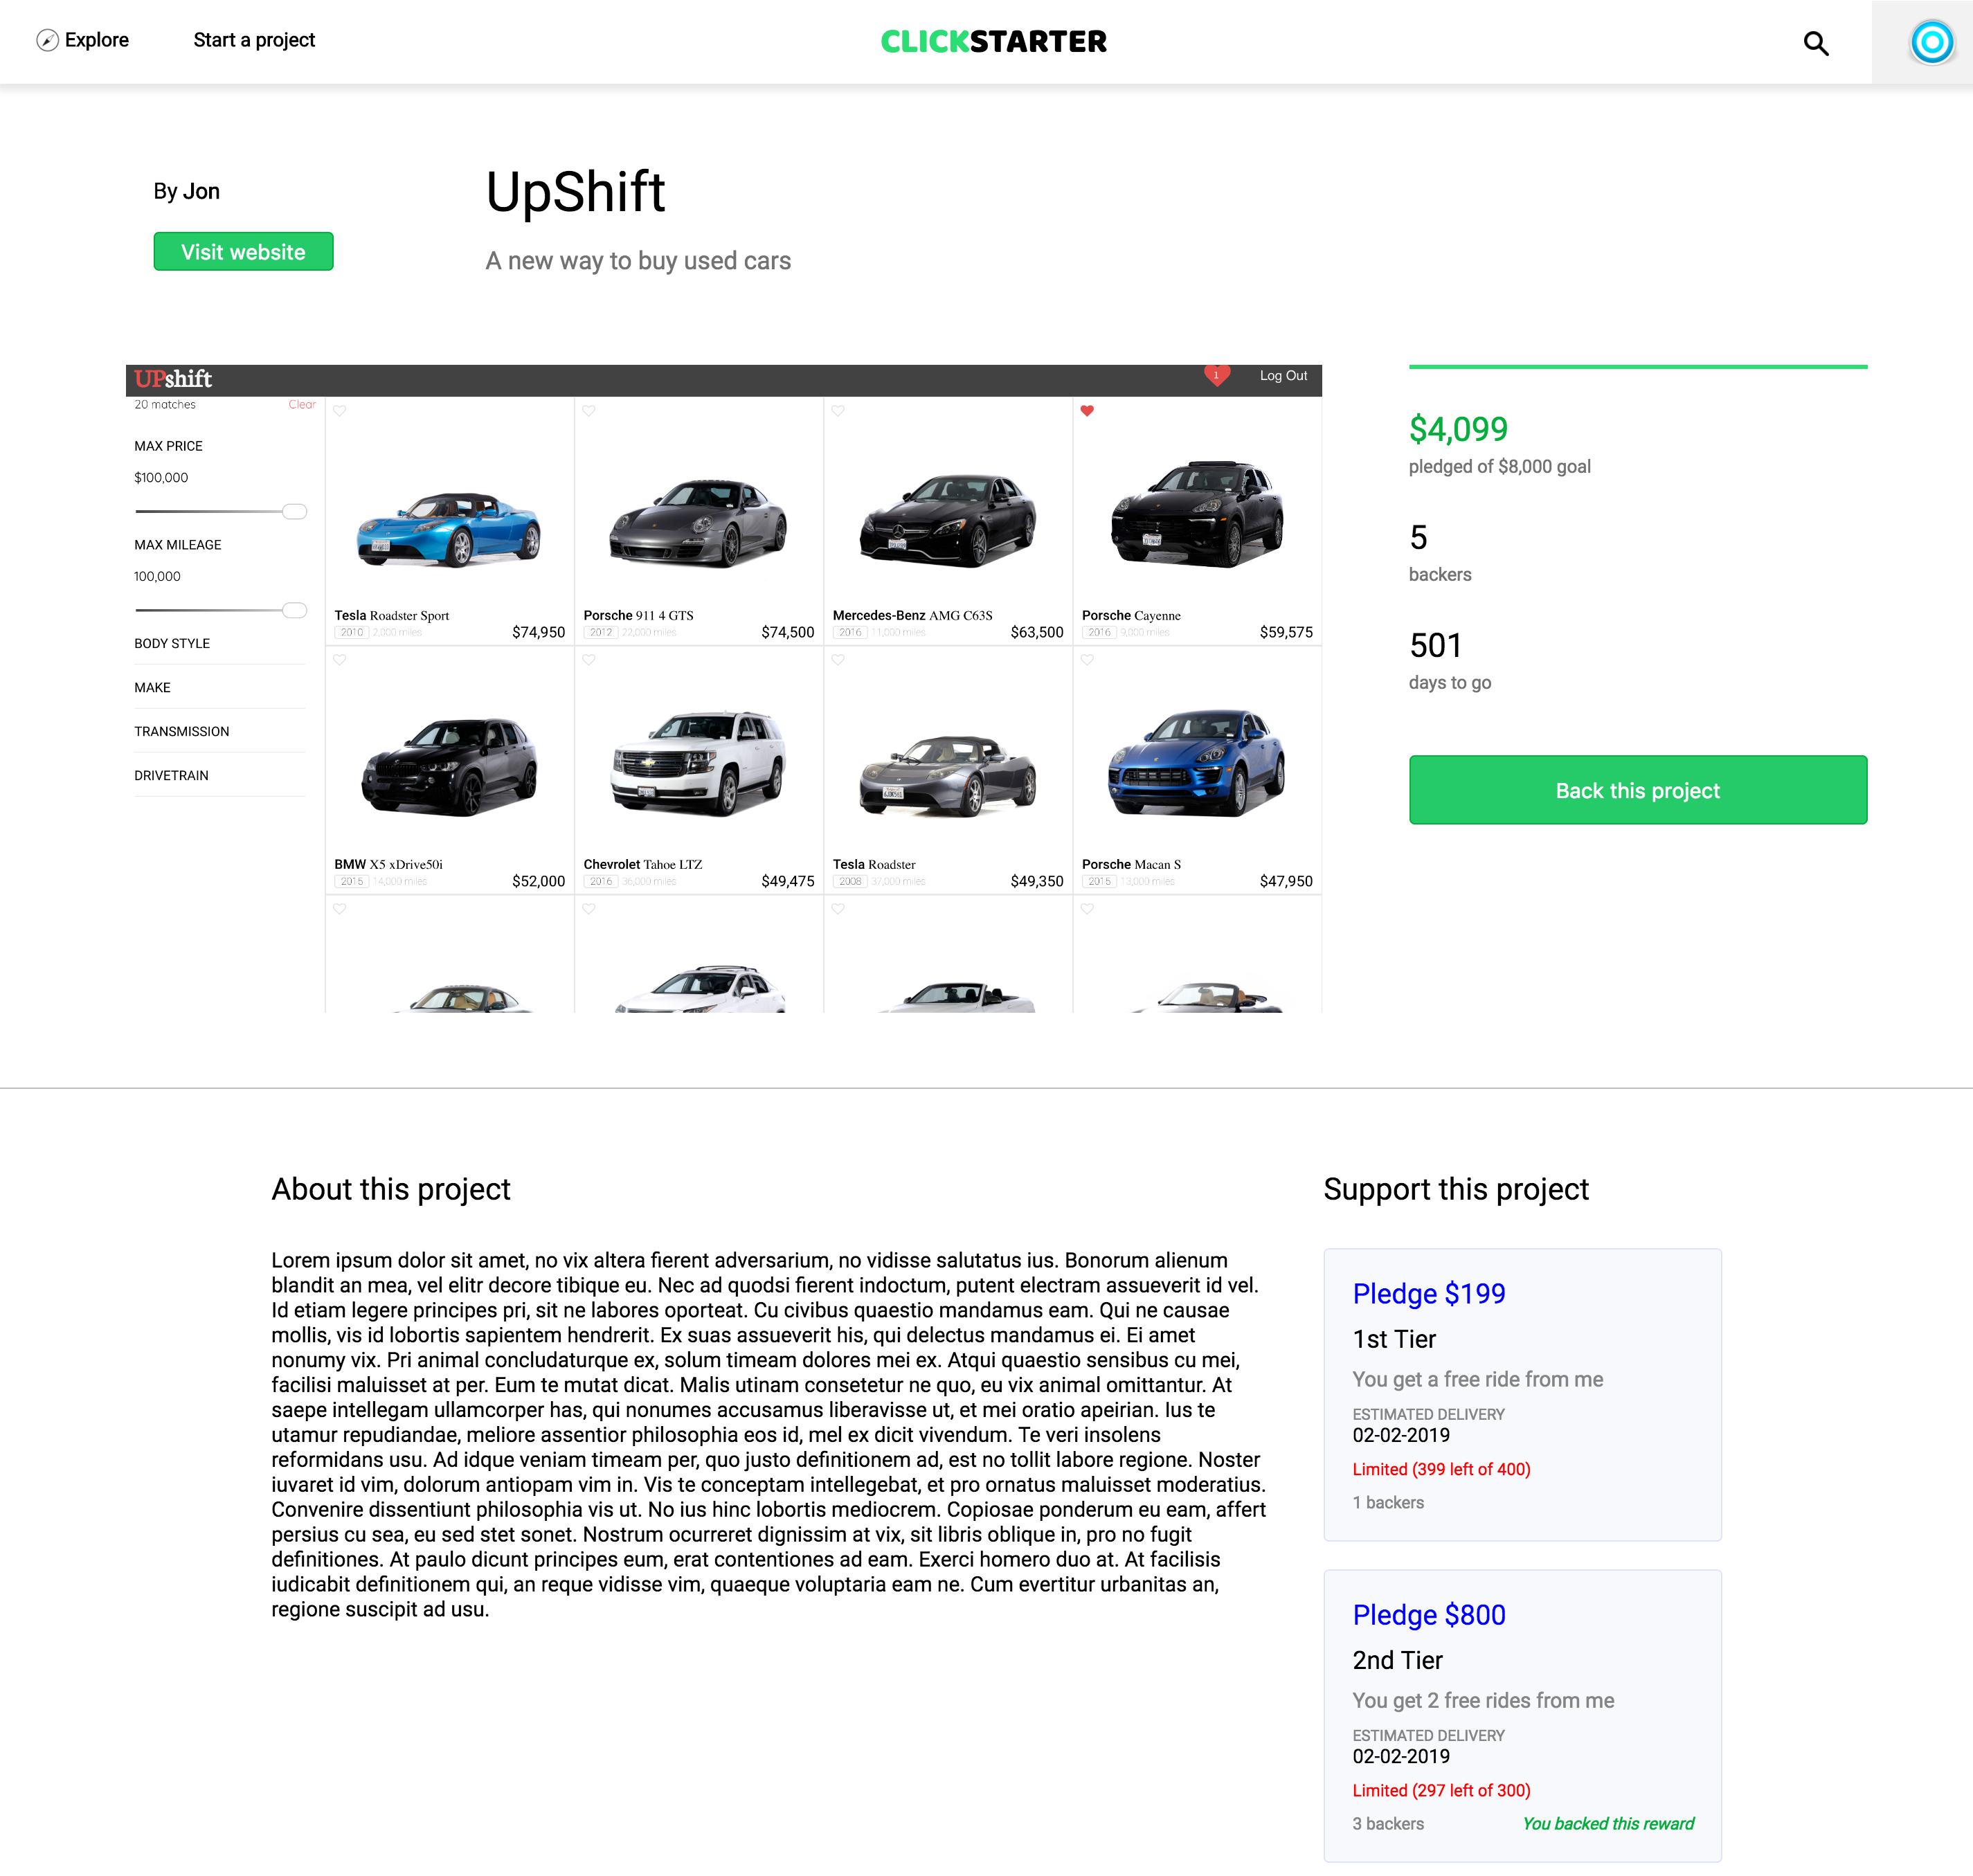 Explore
Start a project
CLICKSTARTER
By Jon
Visit website
UpShift
A new way to buy used cars
UPshift
1
Log Out
20 matches
Clear
MAX PRICE
$100,000
MAX MILEAGE
100,000
BODY STYLE
MAKE
TRANSMISSION
DRIVETRAIN
Tesla Roadster Sport
2010 2,000 miles $74,950
Porsche 911 4 GTS
2012 22,000 miles $74,500
Mercedes-Benz AMG C63S
2016 11,000 miles $63,500
Porsche Cayenne
2016 9,000 miles $59,575
BMW X5 xDrive50i
2015 14,000 miles $52,000
Chevrolet Tahoe LTZ
2016 36,000 miles $49,475
Tesla Roadster
2008 37,000 miles $49,350
Porsche Macan S
2015 13,000 miles $47,950
$4,099
pledged of $8,000 goal
5
backers
501
days to go
Back this project
About this project
Lorem ipsum dolor sit amet, no vix altera fierent adversarium, no vidisse salutatus ius. Bonorum alienum
blandit an mea, vel elitr decore tibique eu. Nec ad quodsi fierent indoctum, putent electram assueverit id vel.
Id etiam legere principes pri, sit ne labores oporteat. Cu civibus quaestio mandamus eam. Qui ne causae
mollis, vis id lobortis sapientem hendrerit. Ex suas assueverit his, qui delectus mandamus ei. Ei amet
nonumy vix. Pri animal concludaturque ex, solum timeam dolores mei ex. Atqui quaestio sensibus cu mei,
facilisi maluisset at per. Eum te mutat dicat. Malis utinam consetetur ne quo, eu vix animal omittantur. At
saepe intellegam ullamcorper has, qui nonumes accusamus liberavisse ut, et mei oratio apeirian. Ius te
utamur repudiandae, meliore assentior philosophia eos id, mel ex dicit vivendum. Te veri insolens
reformidans usu. Ad idque veniam timeam per, quo justo definitionem ad, est no tollit labore regione. Noster
iuvaret id vim, dolorum antiopam vim in. Vis te conceptam intellegebat, et pro ornatus maluisset moderatius.
Convenire dissentiunt philosophia vis ut. No ius hinc lobortis mediocrem. Copiosae ponderum eu eam, affert
persius cu sea, eu sed stet sonet. Nostrum ocurreret dignissim at vix, sit libris oblique in, pro no fugit
definitiones. At paulo dicunt principes eum, erat contentiones ad eam. Exerci homero duo at. At facilisis
iudicabit definitionem qui, an reque vidisse vim, quaeque voluptaria eam ne. Cum evertitur urbanitas an,
regione suscipit ad usu.
Support this project
Pledge $199
1st Tier
You get a free ride from me
ESTIMATED DELIVERY
02-02-2019
Limited (399 left of 400)
1 backers
Pledge $800
2nd Tier
You get 2 free rides from me
ESTIMATED DELIVERY
02-02-2019
Limited (297 left of 300)
3 backers
You backed this reward